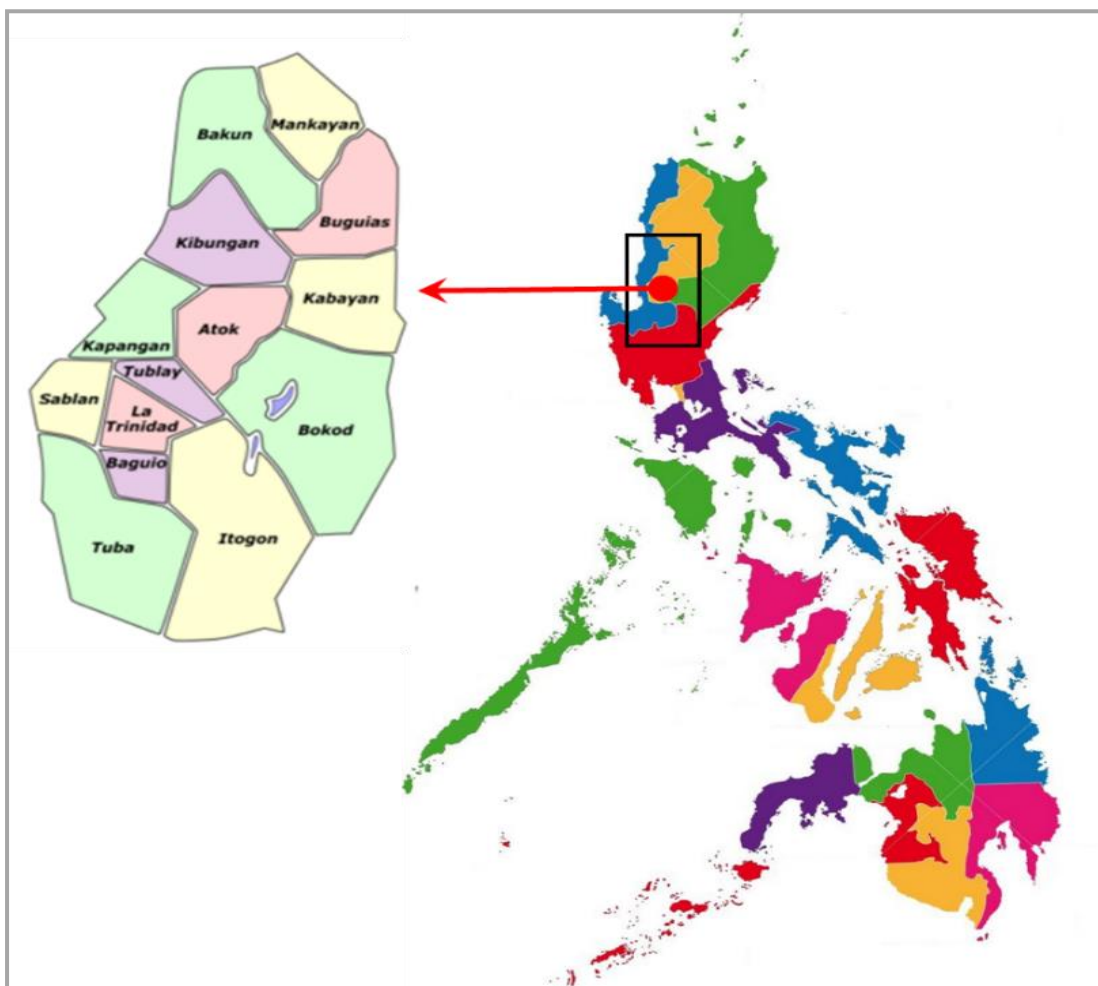 Mankayan
Bakun
Buguias
Kibungan
Kabayan
Atok
Kapangan
Tublay
Sablan
La
Trinidad
Bokod
Baguio
Itogon
Tuba